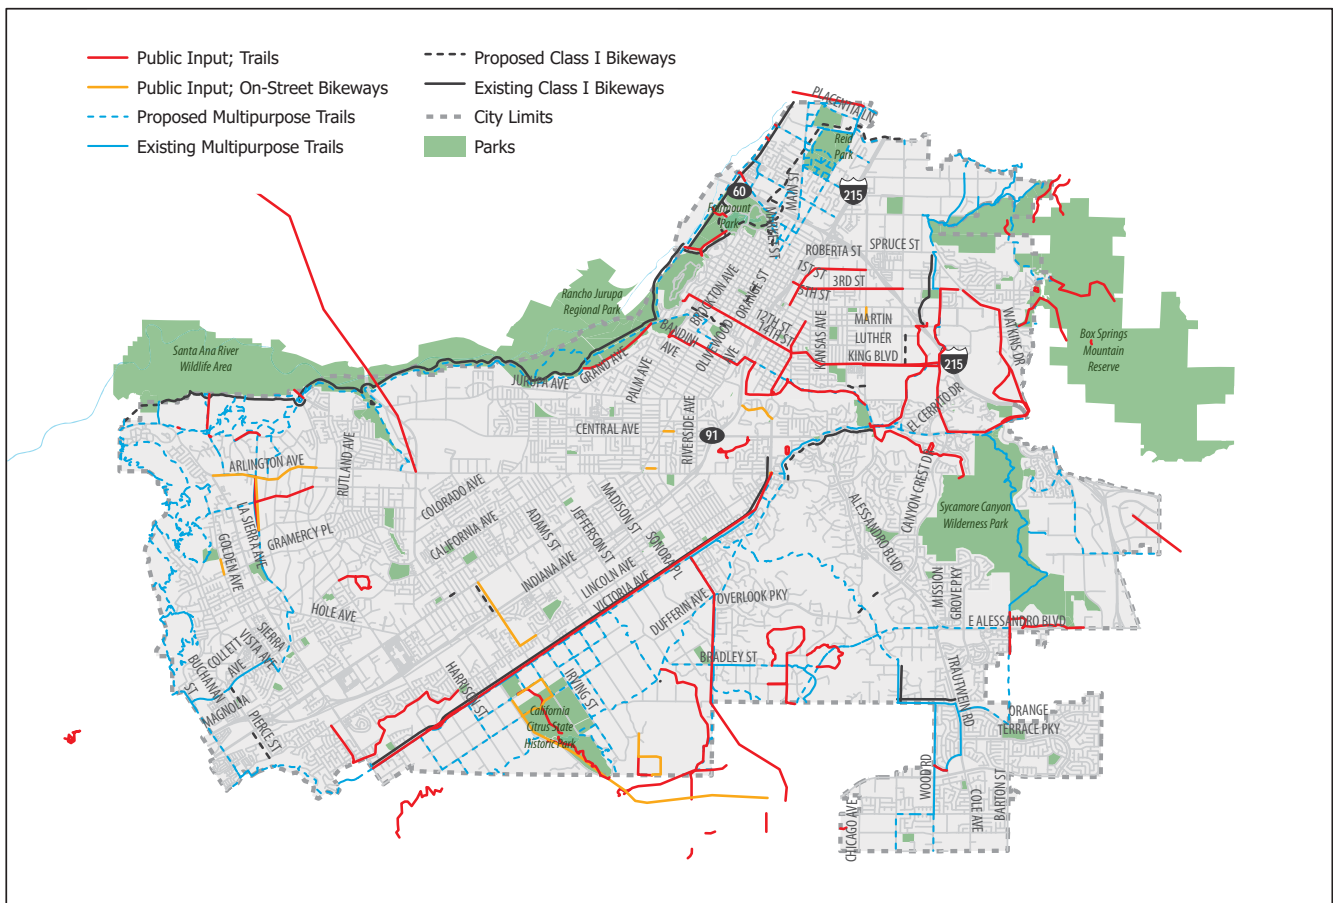 Public Input; Trails
Public Input; On-Street Bikeways
Proposed Multipurpose Trails
Existing Multipurpose Trails
Proposed Class I Bikeways
Existing Class I Bikeways
City Limits
Parks
PLACENTIA LN
Reid
Park
60
215
Fairmount
Park
MAIN ST
MARKET ST
ROBERTA ST
SPRUCE ST
1ST ST
3RD ST
5TH ST
Rancho Jurupa
Regional Park
BROCKTON AVE
ORANGE ST
12TH ST
14TH ST
KANSAS AVE
MARTIN
LUTHER
KING BLVD
WATKINS DR
Box Springs
Mountain
Reserve
215
BANDINI
AVE
OLIVEWOOD
AVE
Santa Ana River
Wildlife Area
JURUPA AVE
GRAND AVE
PALM AVE
EL CERRITO DR
CENTRAL AVE
RIVERSIDE AVE
91
RUTLAND AVE
ARLINGTON AVE
COLORADO AVE
CALIFORNIA AVE
MADISON ST
ADAMS ST
JEFFERSON ST
SONORA PL
ALESSANDRO BLVD
CANYON CREST DR
Sycamore Canyon
Wilderness Park
LA SIERRA AVE
GOLDEN AVE
GRAMERCY PL
INDIANA AVE
LINCOLN AVE
VICTORIA AVE
DUFFERIN AVE
OVERLOOK PKY
MISSION
GROVE PKY
E ALESSANDRO BLVD
HOLE AVE
SIERRA
VISTA AVE
COLLETT
AVE
BUCHANAN
ST
MAGNOLIA
PIERCE ST
HARRISON ST
IRVING ST
BRADLEY ST
TRAUTWEIN RD
California
Citrus State
Historic Park
ORANGE
TERRACE PKY
WOOD RD
COLE AVE
BARTON ST
CHICAGO AVE